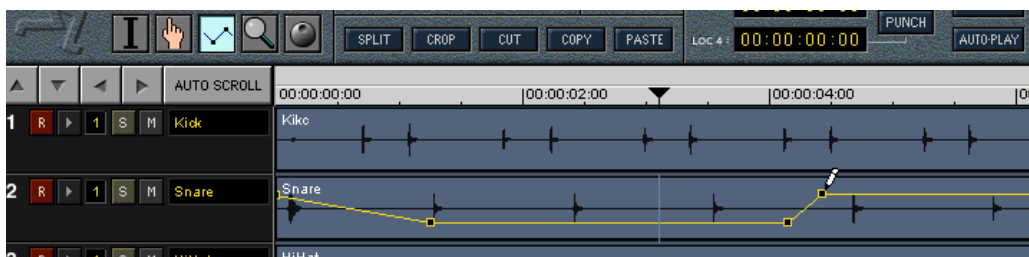 PUNCH
SPLIT CROP CUT COPY PASTE LOC 4: 00:00:00:00 AUTO-PLAY
AUTO SCROLL 00:00:00:00 00:00:02:00 00:00:04:00
1 R 1 S M Kick Kikc
2 R 1 S M Snare Snare
HiHat